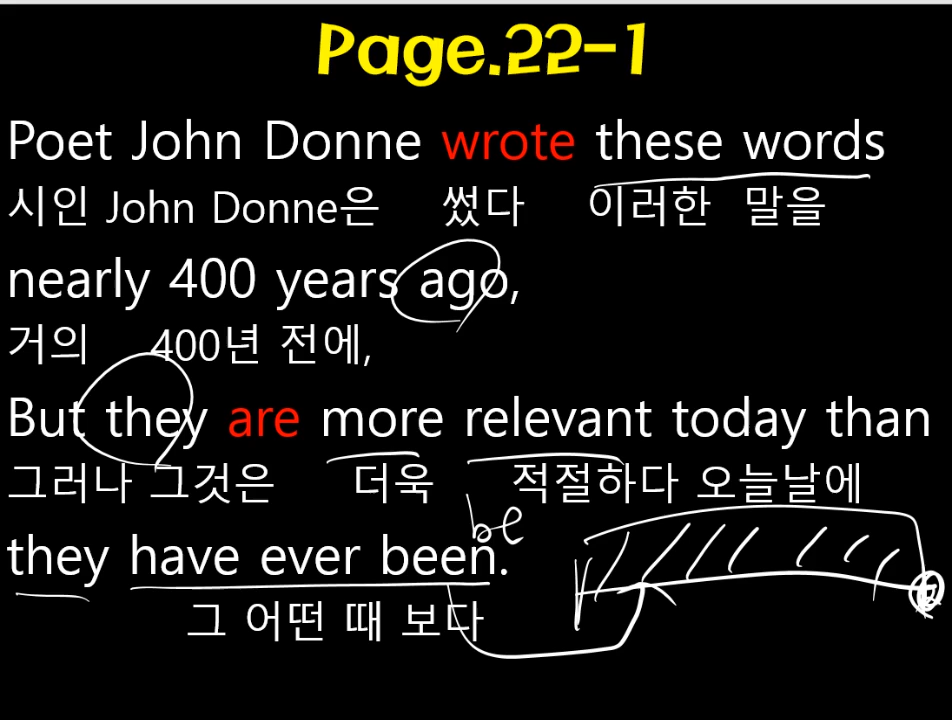 Page.22-1
Poet John Donne wrote these words
시인 John Donne은 썼다 이러한 말을
nearly 400 years ago,
거의 400년 전에,
But they are more relevant today than
그러나 그것은 더욱 적절하다 오늘날에
be
they have ever been.
그 어떤 때 보다